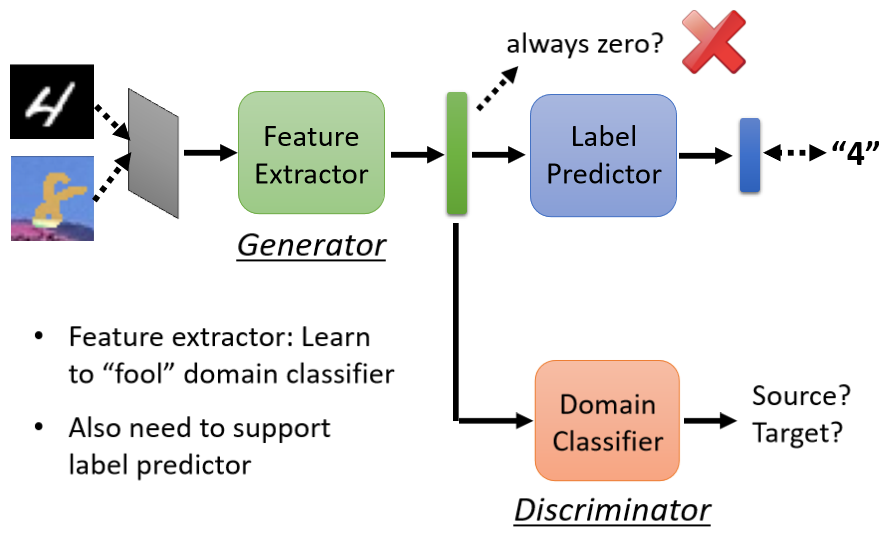 always zero?
Feature
Extractor
Label
Predictor
“4”
Generator
• Feature extractor: Learn
to “fool” domain classifier
• Also need to support
label predictor
Domain
Classifier
Source?
Target?
Discriminator